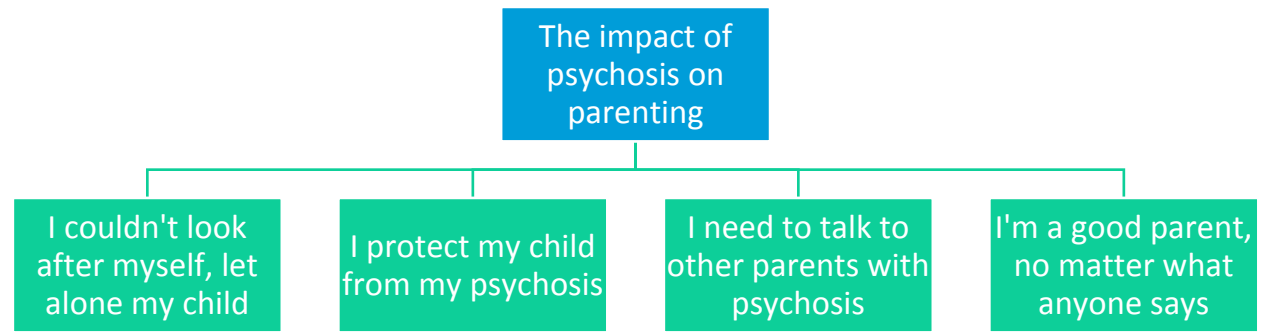 The impact of
psychosis on
parenting
I couldn't look
after myself, let
alone my child
I protect my child
from my psychosis
I need to talk to
other parents with
psychosis
I'm a good parent,
no matter what
anyone says